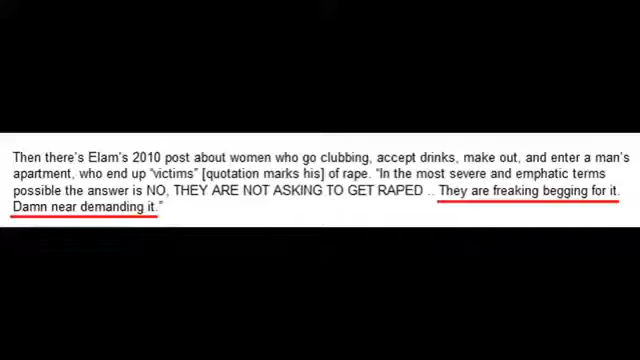 Then there's Elam's 2010 post about women who go clubbing, accept drinks, make out, and enter a man's
apartment, who end up "victims" [quotation marks his] of rape. "In the most severe and emphatic terms
possible the answer is NO, THEY ARE NOT ASKING TO GET RAPED .. They are freaking begging for it.
Damn near demanding it."